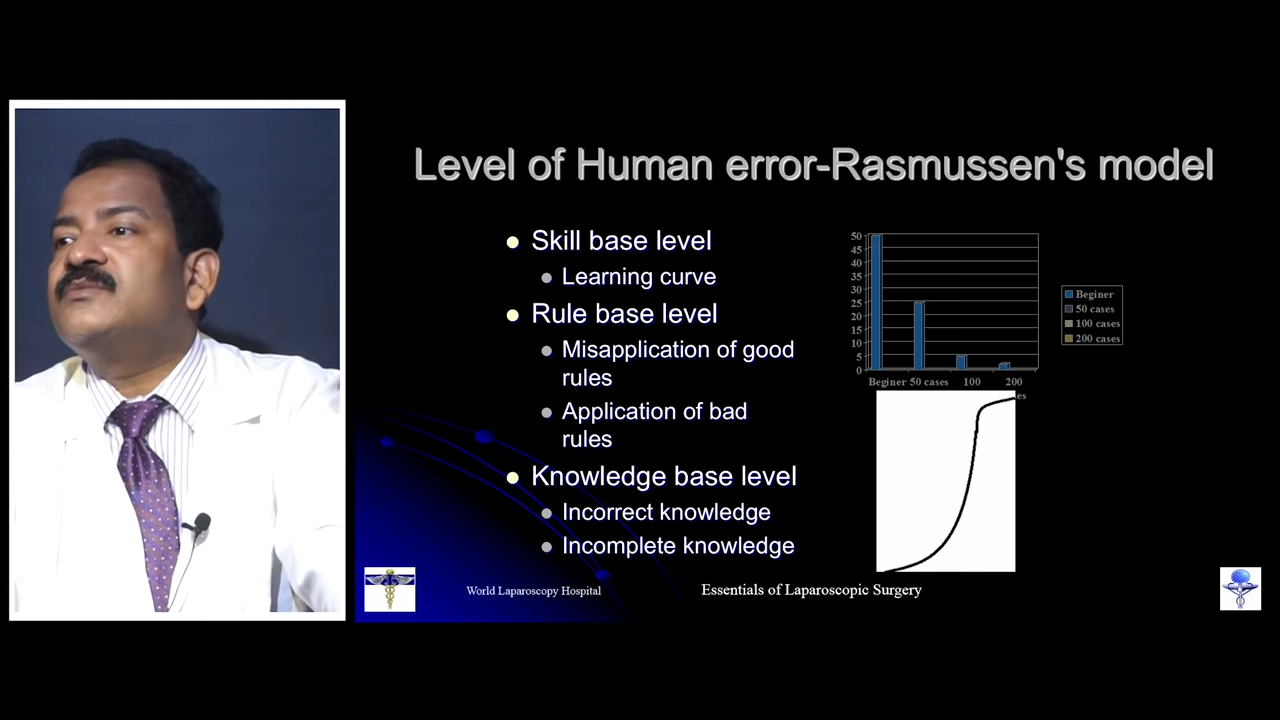 Level of Human error-Rasmussen's model
Skill base level
Learning curve
Rule base level
Misapplication of good
rules
Application of bad
rules
Knowledge base level
Incorrect knowledge
Incomplete knowledge
50
45
40
35
30
25
20
15
10
5
0
Beginer 50 cases 100 200
Beginer
50 cases
100 cases
200 cases
World Laparoscopy Hospital
Essentials of Laparoscopic Surgery